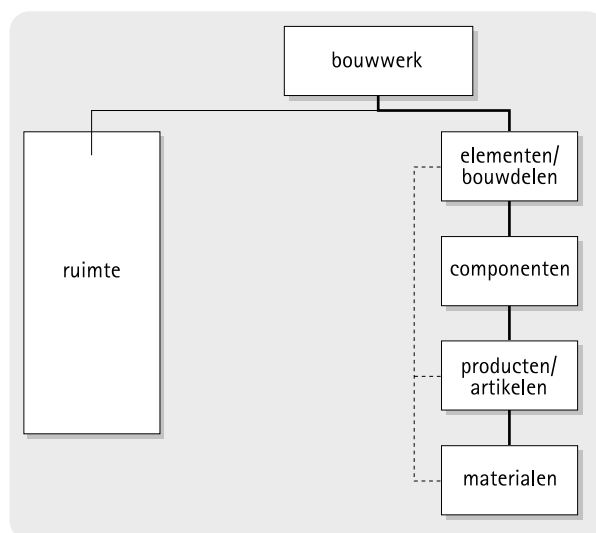 bouwwerk
elementen/
bouwdelen
ruimte
componenten
producten/
artikelen
materialen